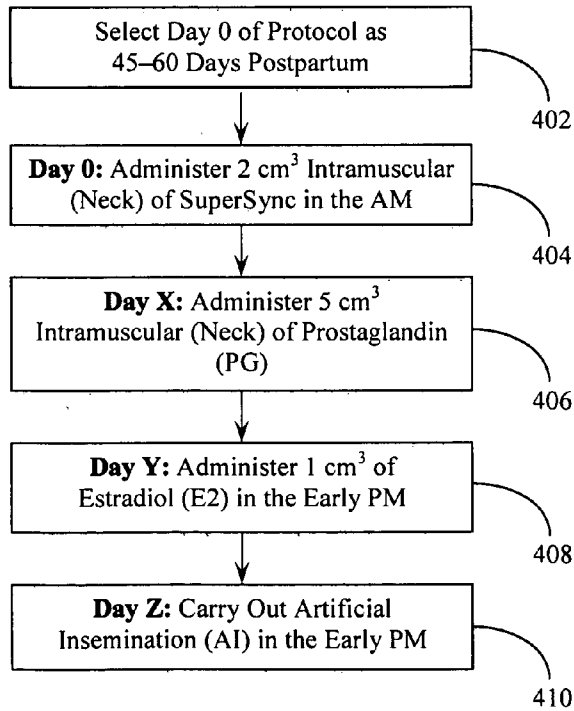 Select Day 0 of Protocol as
45–60 Days Postpartum
402
Day 0: Administer 2 cm³ Intramuscular
(Neck) of SuperSync in the AM
404
Day X: Administer 5 cm³
Intramuscular (Neck) of Prostaglandin
(PG)
406
Day Y: Administer 1 cm³ of
Estradiol (E2) in the Early PM
408
Day Z: Carry Out Artificial
Insemination (AI) in the Early PM
410